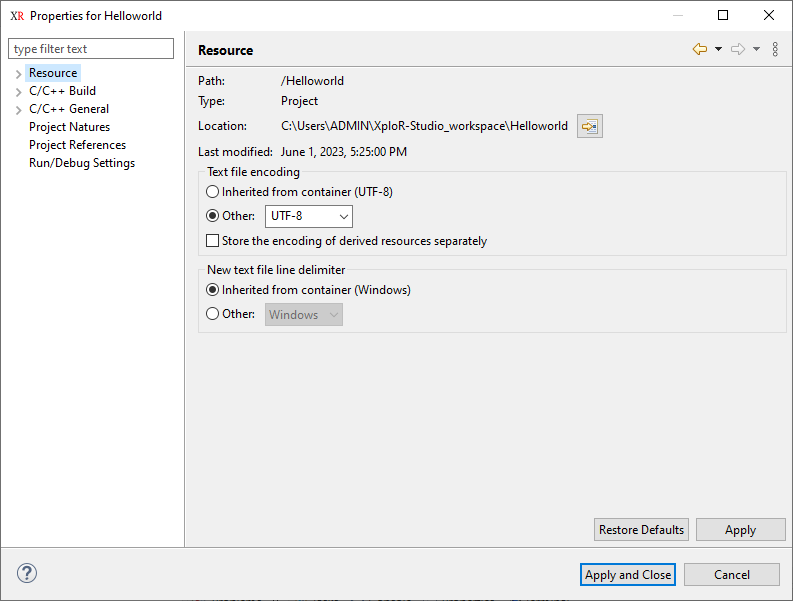 XR Properties for Helloworld
type filter text
Resource
C/C++ Build
C/C++ General
Project Natures
Project References
Run/Debug Settings
Resource
Path: /Helloworld
Type: Project
Location: C:\Users\ADMIN\XploR-Studio_workspace\Helloworld
Last modified: June 1, 2023, 5:25:00 PM
Text file encoding
Inherited from container (UTF-8)
Other: UTF-8
Store the encoding of derived resources separately
New text file line delimiter
Inherited from container (Windows)
Other: Windows
Restore Defaults Apply
? Apply and Close Cancel